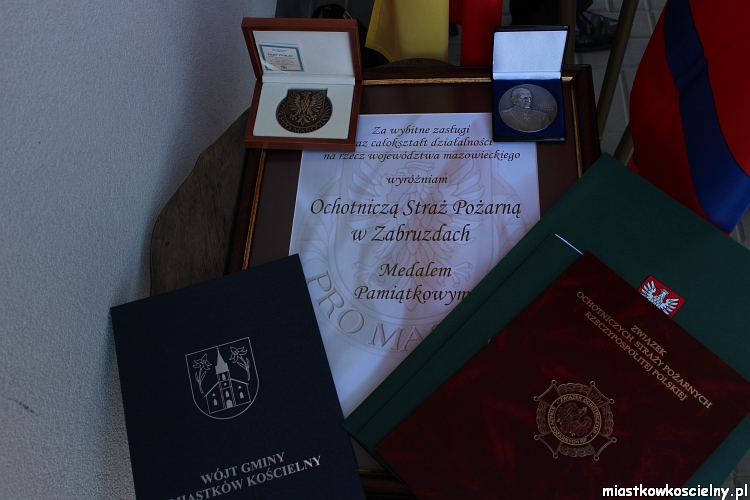 Za wybitne zasługi
oraz całokształt działalności
na rzecz województwa mazowieckiego
wyróżniam
Ochotniczą Straż Pożarną
w Zabruzdach
Medalem
Pamiątkowym
PRO MA
WÓJT GMINY
MIASTKÓW KOŚCIELNY
ZWIĄZEK
OCHOTNICZYCH STRAŻY POŻARNYCH
RZECZYPOSPOLITEJ POLSKIEJ
miastkowkoscielny.pl